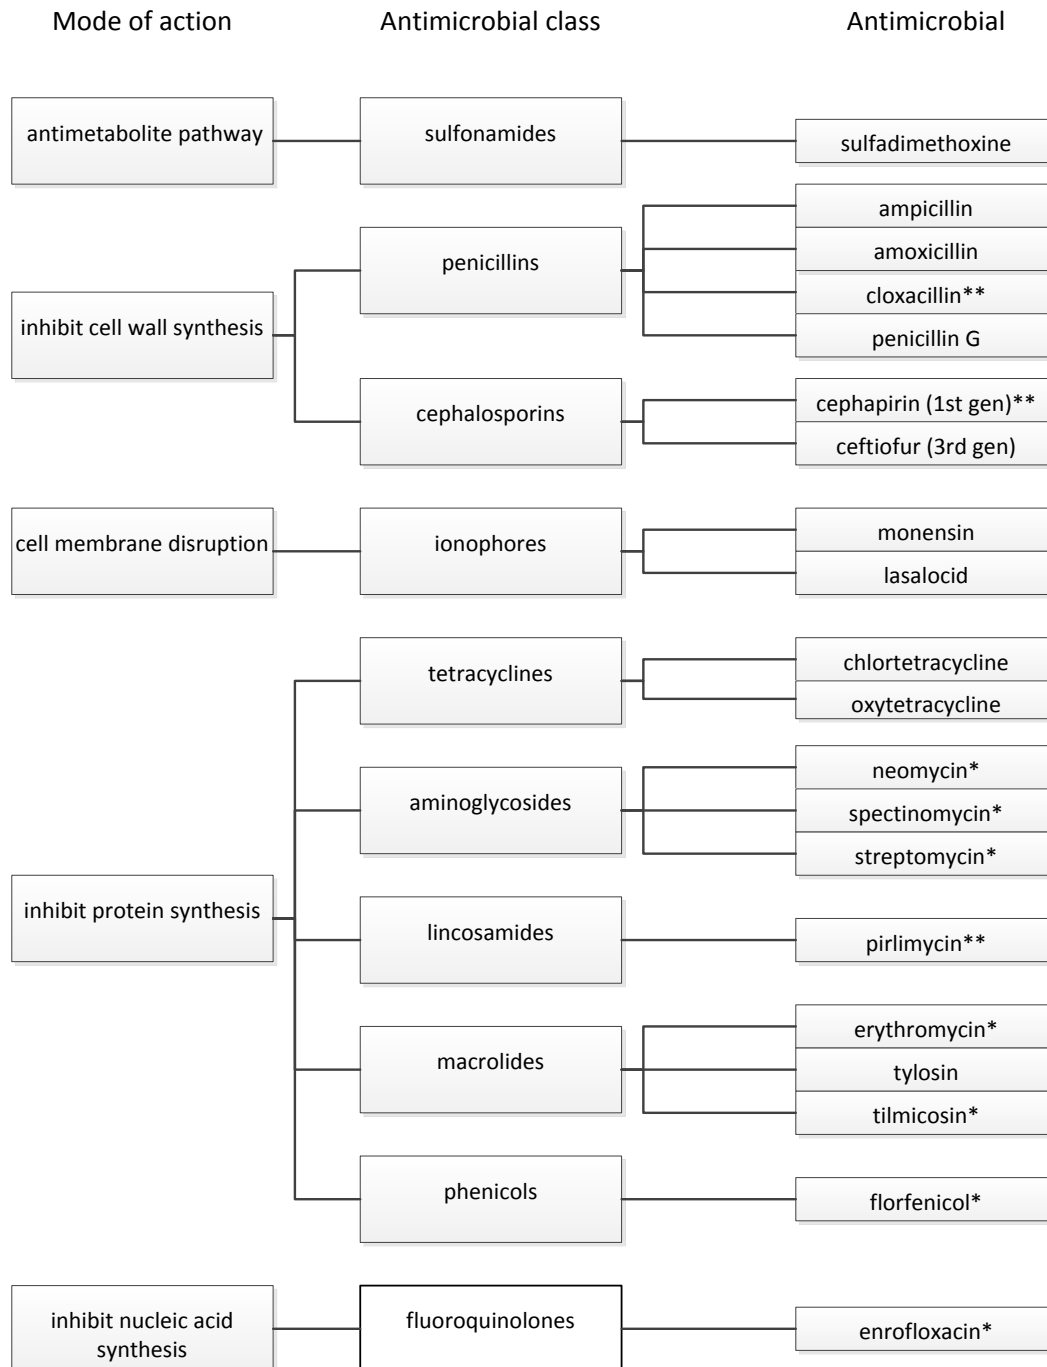 Mode of action
Antimicrobial class
Antimicrobial
antimetabolite pathway
sulfonamides
sulfadimethoxine
inhibit cell wall synthesis
penicillins
ampicillin
amoxicillin
cloxacillin**
penicillin G
cephalosporins
cephapirin (1st gen)**
ceftiofur (3rd gen)
cell membrane disruption
ionophores
monensin
lasalocid
inhibit protein synthesis
tetracyclines
chlortetracycline
oxytetracycline
aminoglycosides
neomycin*
spectinomycin*
streptomycin*
lincosamides
pirlimycin**
macrolides
erythromycin*
tylosin
tilmicosin*
phenicols
florfenicol*
inhibit nucleic acid
synthesis
fluoroquinolones
enrofloxacin*